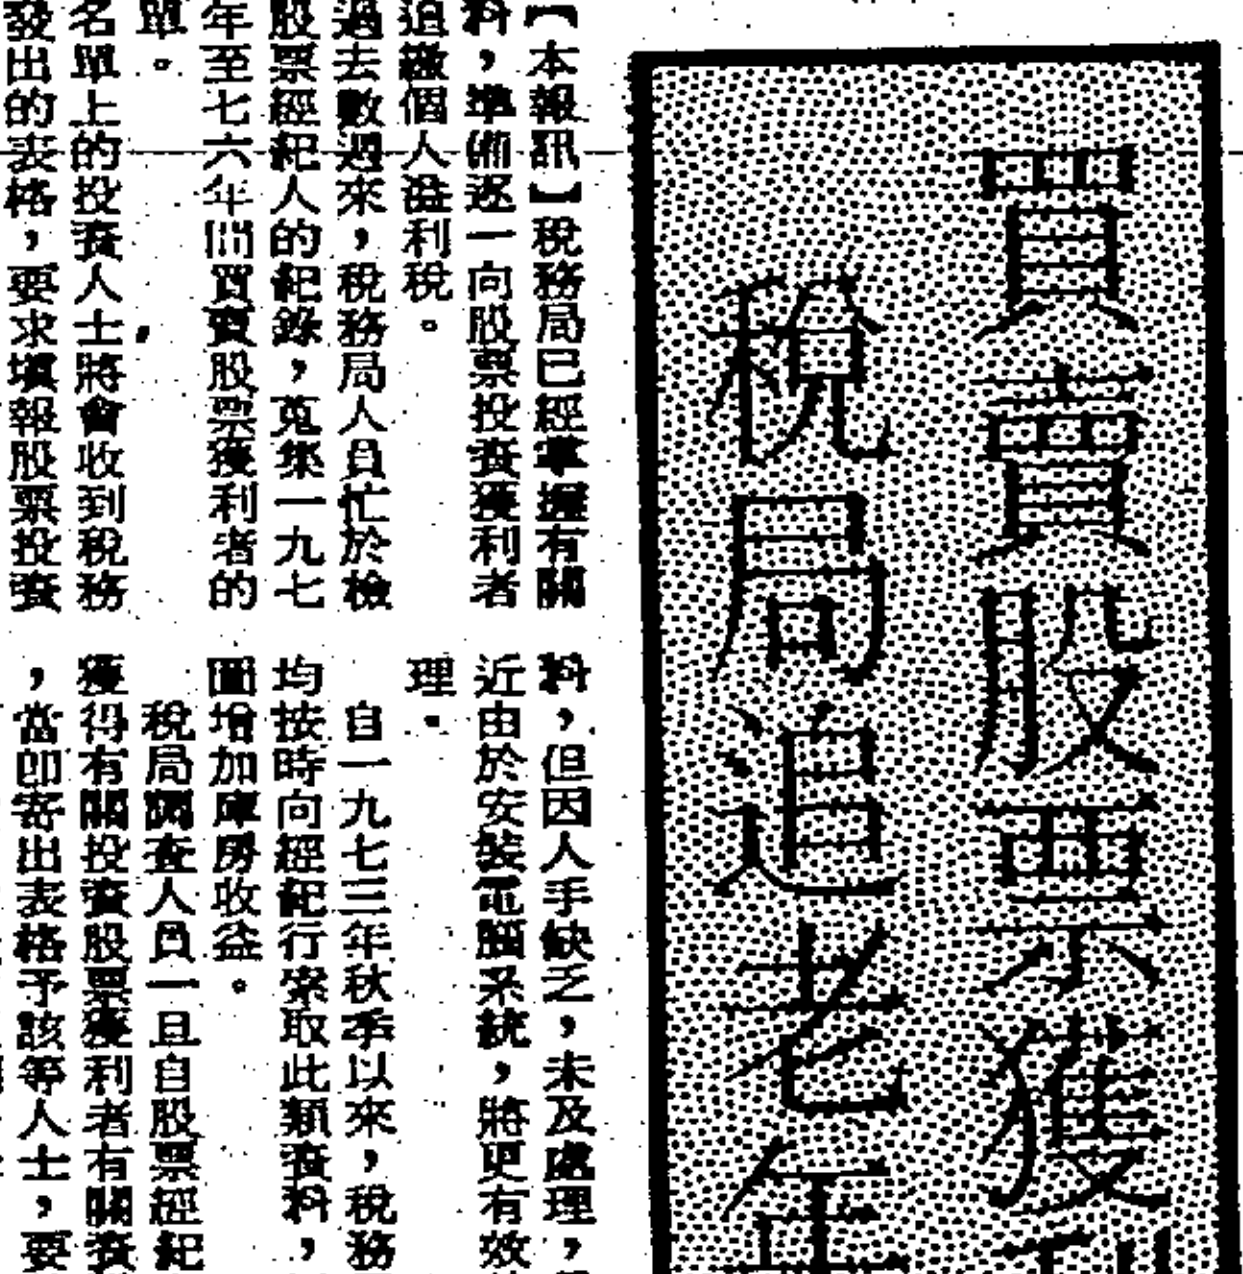 買賣股票獲利
稅局追老年
【本報訊】稅務局已經掌握有關
料，準備逐一向股票投資獲利者
追繳個人溢利稅。
過去數週來，稅務局人員忙於檢
股票經紀人的紀錄，蒐集一九七
年至七六年間買賣股票獲利者的
單。
名單上的投資人士將會收到稅務
發出的表格，要求填報股票投資
料，但因人手缺乏，未及處理，
近由於安裝電腦系統，將更有效
理。
自一九七三年秋季以來，稅務
均按時向經紀行索取此類資料，
圖增加庫房收益。
稅局調查人員一旦自股票經紀
獲得有關投資股票獲利者有關資
，當即寄出表格予該等人士，要